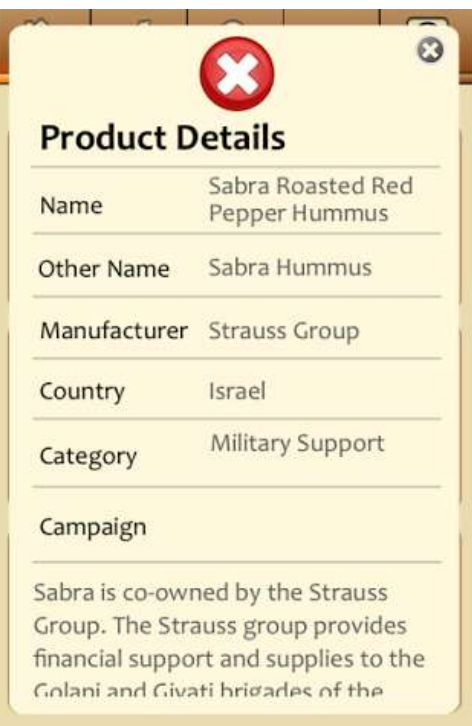 Product Details
Name Sabra Roasted Red
Pepper Hummus
Other Name Sabra Hummus
Manufacturer Strauss Group
Country Israel
Category Military Support
Campaign
Sabra is co-owned by the Strauss
Group. The Strauss group provides
financial support and supplies to the
Golani and Givati brigades of the